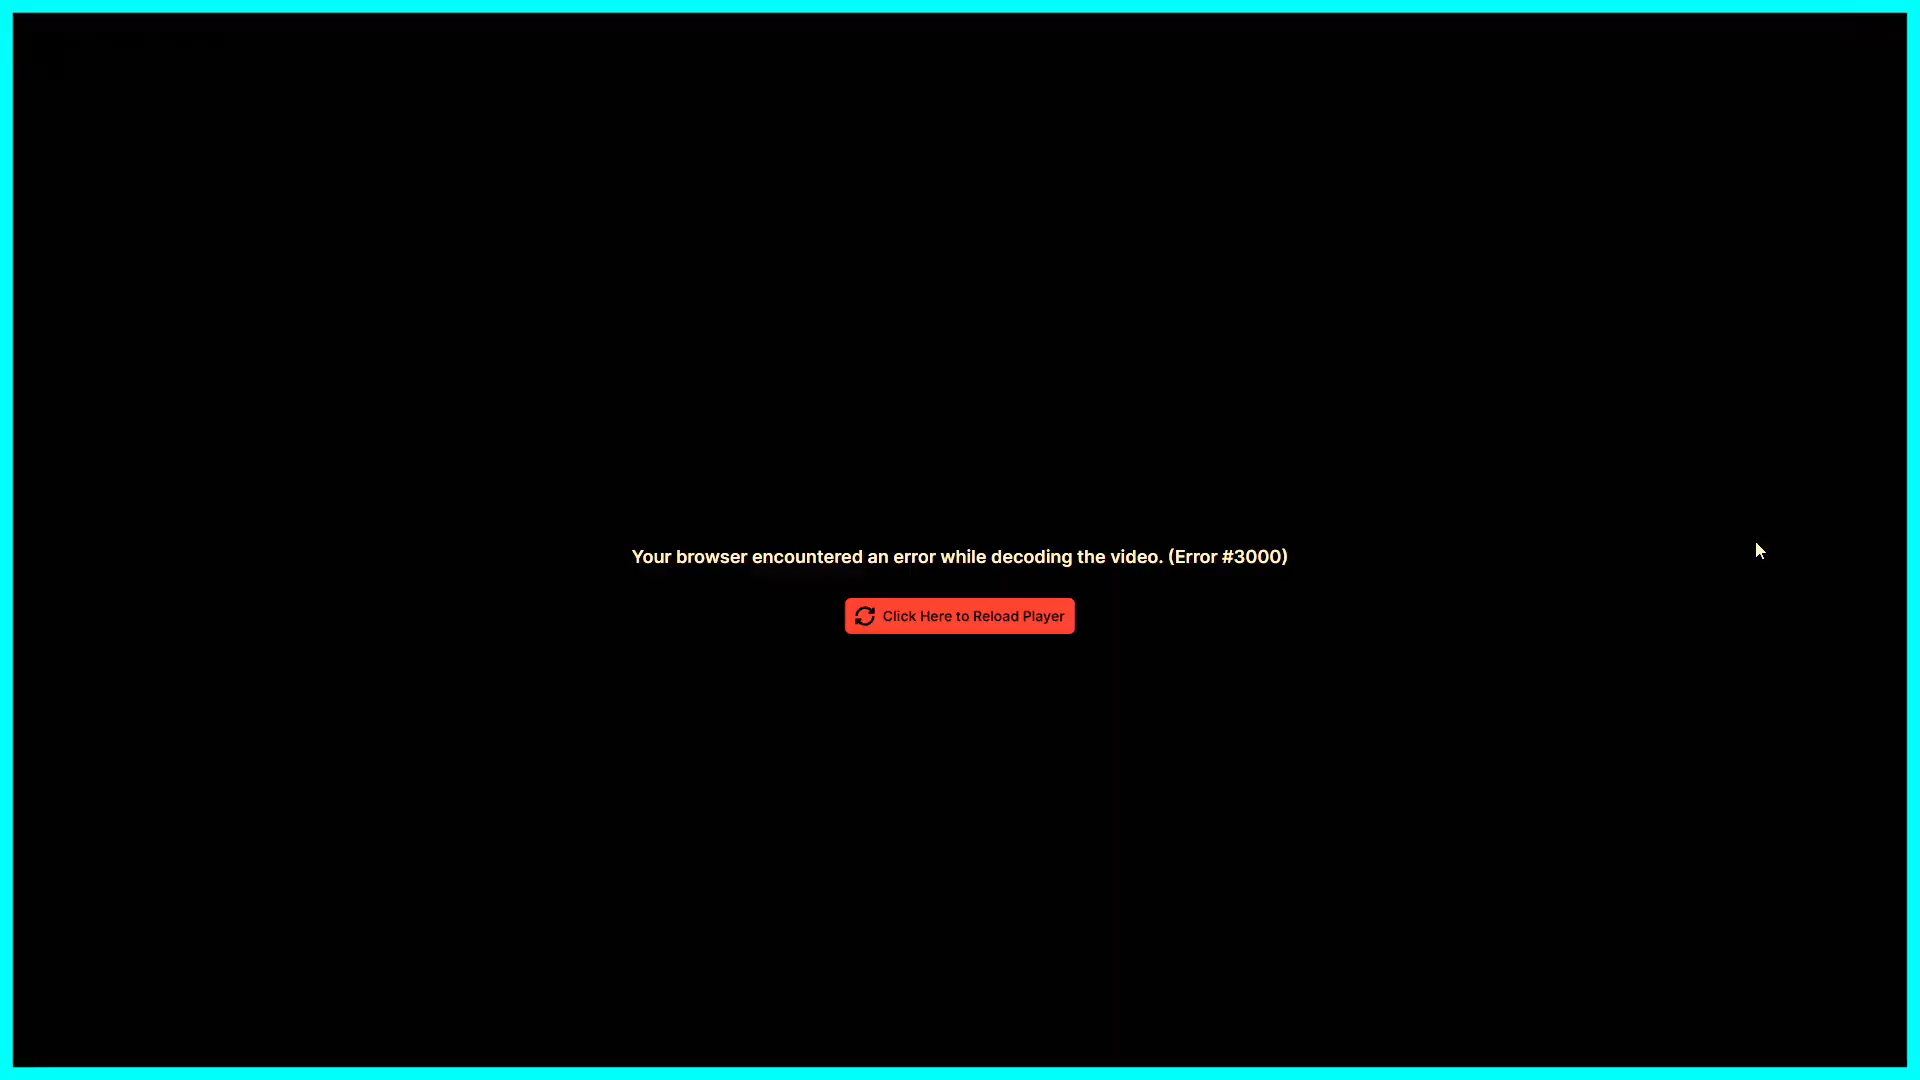 Your browser encountered an error while decoding the video. (Error #3000)
Click Here to Reload Player